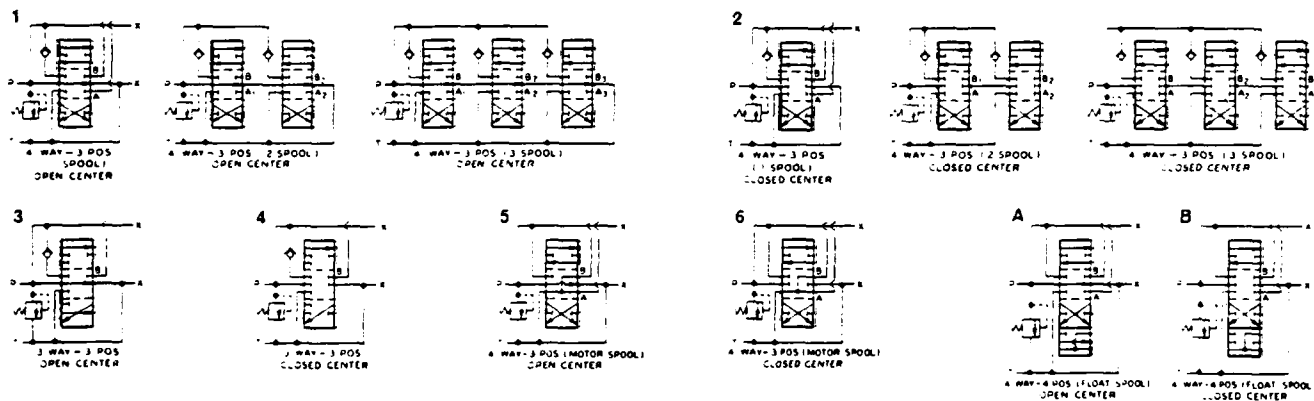 1
2
4 WAY-3 POS
SPOOL)
OPEN CENTER
4 WAY-3 POS (2 SPOOL)
OPEN CENTER
4 WAY-3 POS (3 SPOOL)
OPEN CENTER
4 WAY-3 POS
(1 SPOOL)
CLOSED CENTER
4 WAY-3 POS (2 SPOOL)
CLOSED CENTER
4 WAY-3 POS (3 SPOOL)
CLOSED CENTER
3
4
5
6
A
B
3 WAY-3 POS
OPEN CENTER
3 WAY-3 POS
CLOSED CENTER
4 WAY-3 POS (MOTOR SPOOL)
OPEN CENTER
4 WAY-3 POS (MOTOR SPOOL)
CLOSED CENTER
4 WAY-4 POS (FLOAT SPOOL)
OPEN CENTER
4 WAY-4 POS (FLOAT SPOOL
CLOSED CENTER